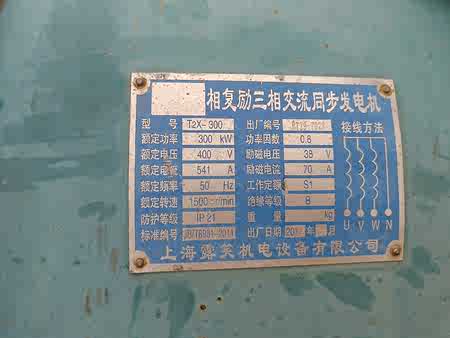 相复励三相交流同步发电机
型 号 T2X-300 出厂编号 接线方法
额定功率 300 kW 功率因数 0.8
额定电压 400 V 励磁电压 38 V
额定电流 541 A 励磁电流 70 A
额定频率 50 Hz 工作定额 S1
额定转速 1500 r/min 绝缘等级 B
防护等级 IP21 重 量 kg U V W N
标准编号 出厂日期 年 月
上海露英机电设备有限公司